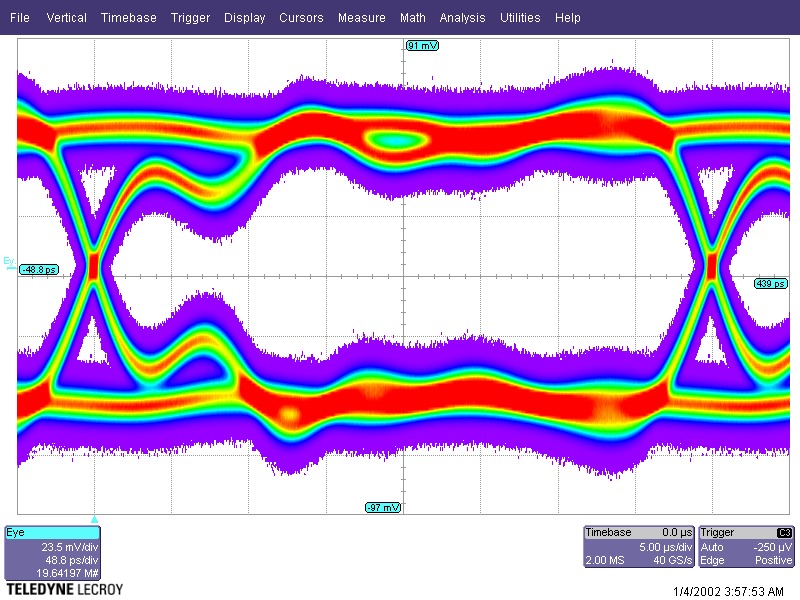 File Vertical Timebase Trigger Display Cursors Measure Math Analysis Utilities Help
91 mV
Ey
-48.8 ps
439 ps
-97 mV
Eye
23.5 mV/div
48.8 ps/div
19.64197 M#
Timebase 0.0 µs
5.00 µs/div
2.00 MS 40 GS/s
Trigger C3
Auto -250 µV
Edge Positive
TELEDYNE LECROY
1/4/2002 3:57:53 AM